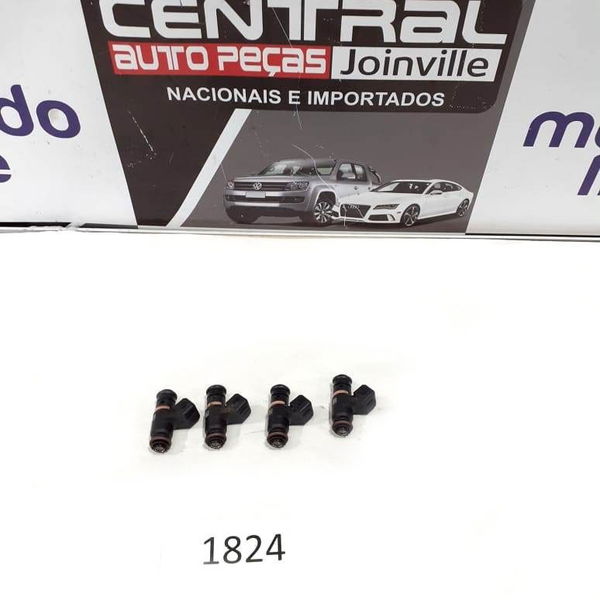 CENTRAL
AUTO PEÇAS Joinville
NACIONAIS E IMPORTADOS
1824